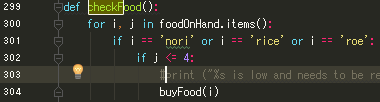 299 def checkFood():
300 for i, j in foodOnHand.items():
301 if i == 'nori' or i == 'rice' or i == 'roe':
302 if j <= 4:
303 #print ("%s is low and needs to be re
304 buyFood(i)